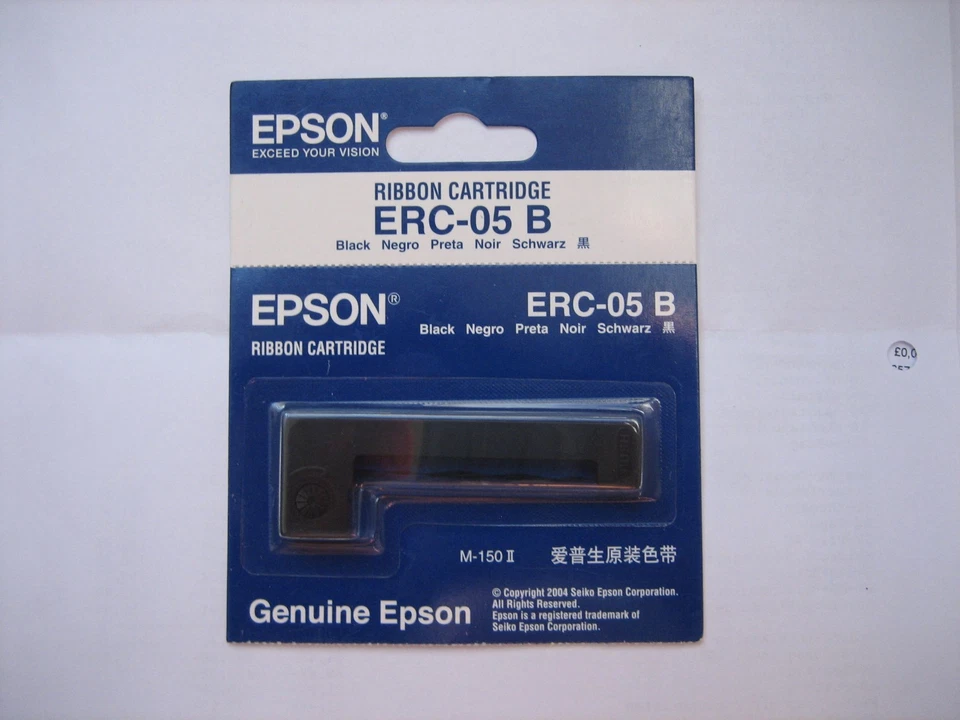 EPSON®
EXCEED YOUR VISION
RIBBON CARTRIDGE
ERC-05 B
Black Negro Preta Noir Schwarz 黒
EPSON®
RIBBON CARTRIDGE
ERC-05 B
Black Negro Preta Noir Schwarz 黒
M-150 II
爱普生原装色带
Genuine Epson
© Copyright 2004 Seiko Epson Corporation.
All Rights Reserved.
Epson is a registered trademark of
Seiko Epson Corporation.
£0,0